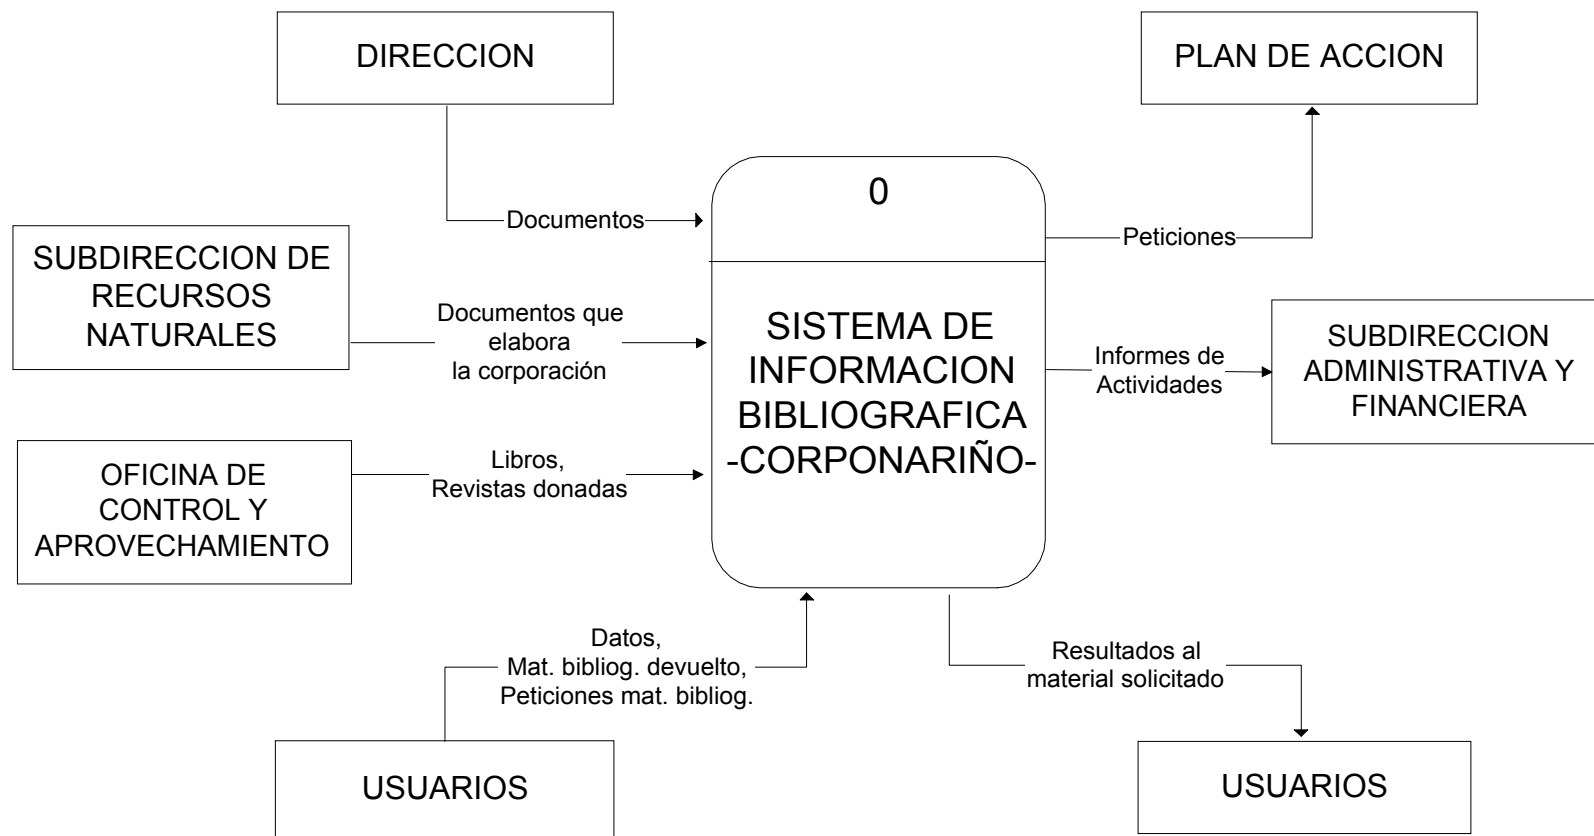 DIRECCION
PLAN DE ACCION
0
Documentos
Peticiones
SUBDIRECCION DE
RECURSOS
NATURALES
Documentos que
elabora
la corporación
SISTEMA DE
INFORMACION
BIBLIOGRAFICA
-CORPONARIÑO-
Informes de
Actividades
SUBDIRECCION
ADMINISTRATIVA Y
FINANCIERA
OFICINA DE
CONTROL Y
APROVECHAMIENTO
Libros,
Revistas donadas
Datos,
Mat. bibliog. devuelto,
Peticiones mat. bibliog.
Resultados al
material solicitado
USUARIOS
USUARIOS